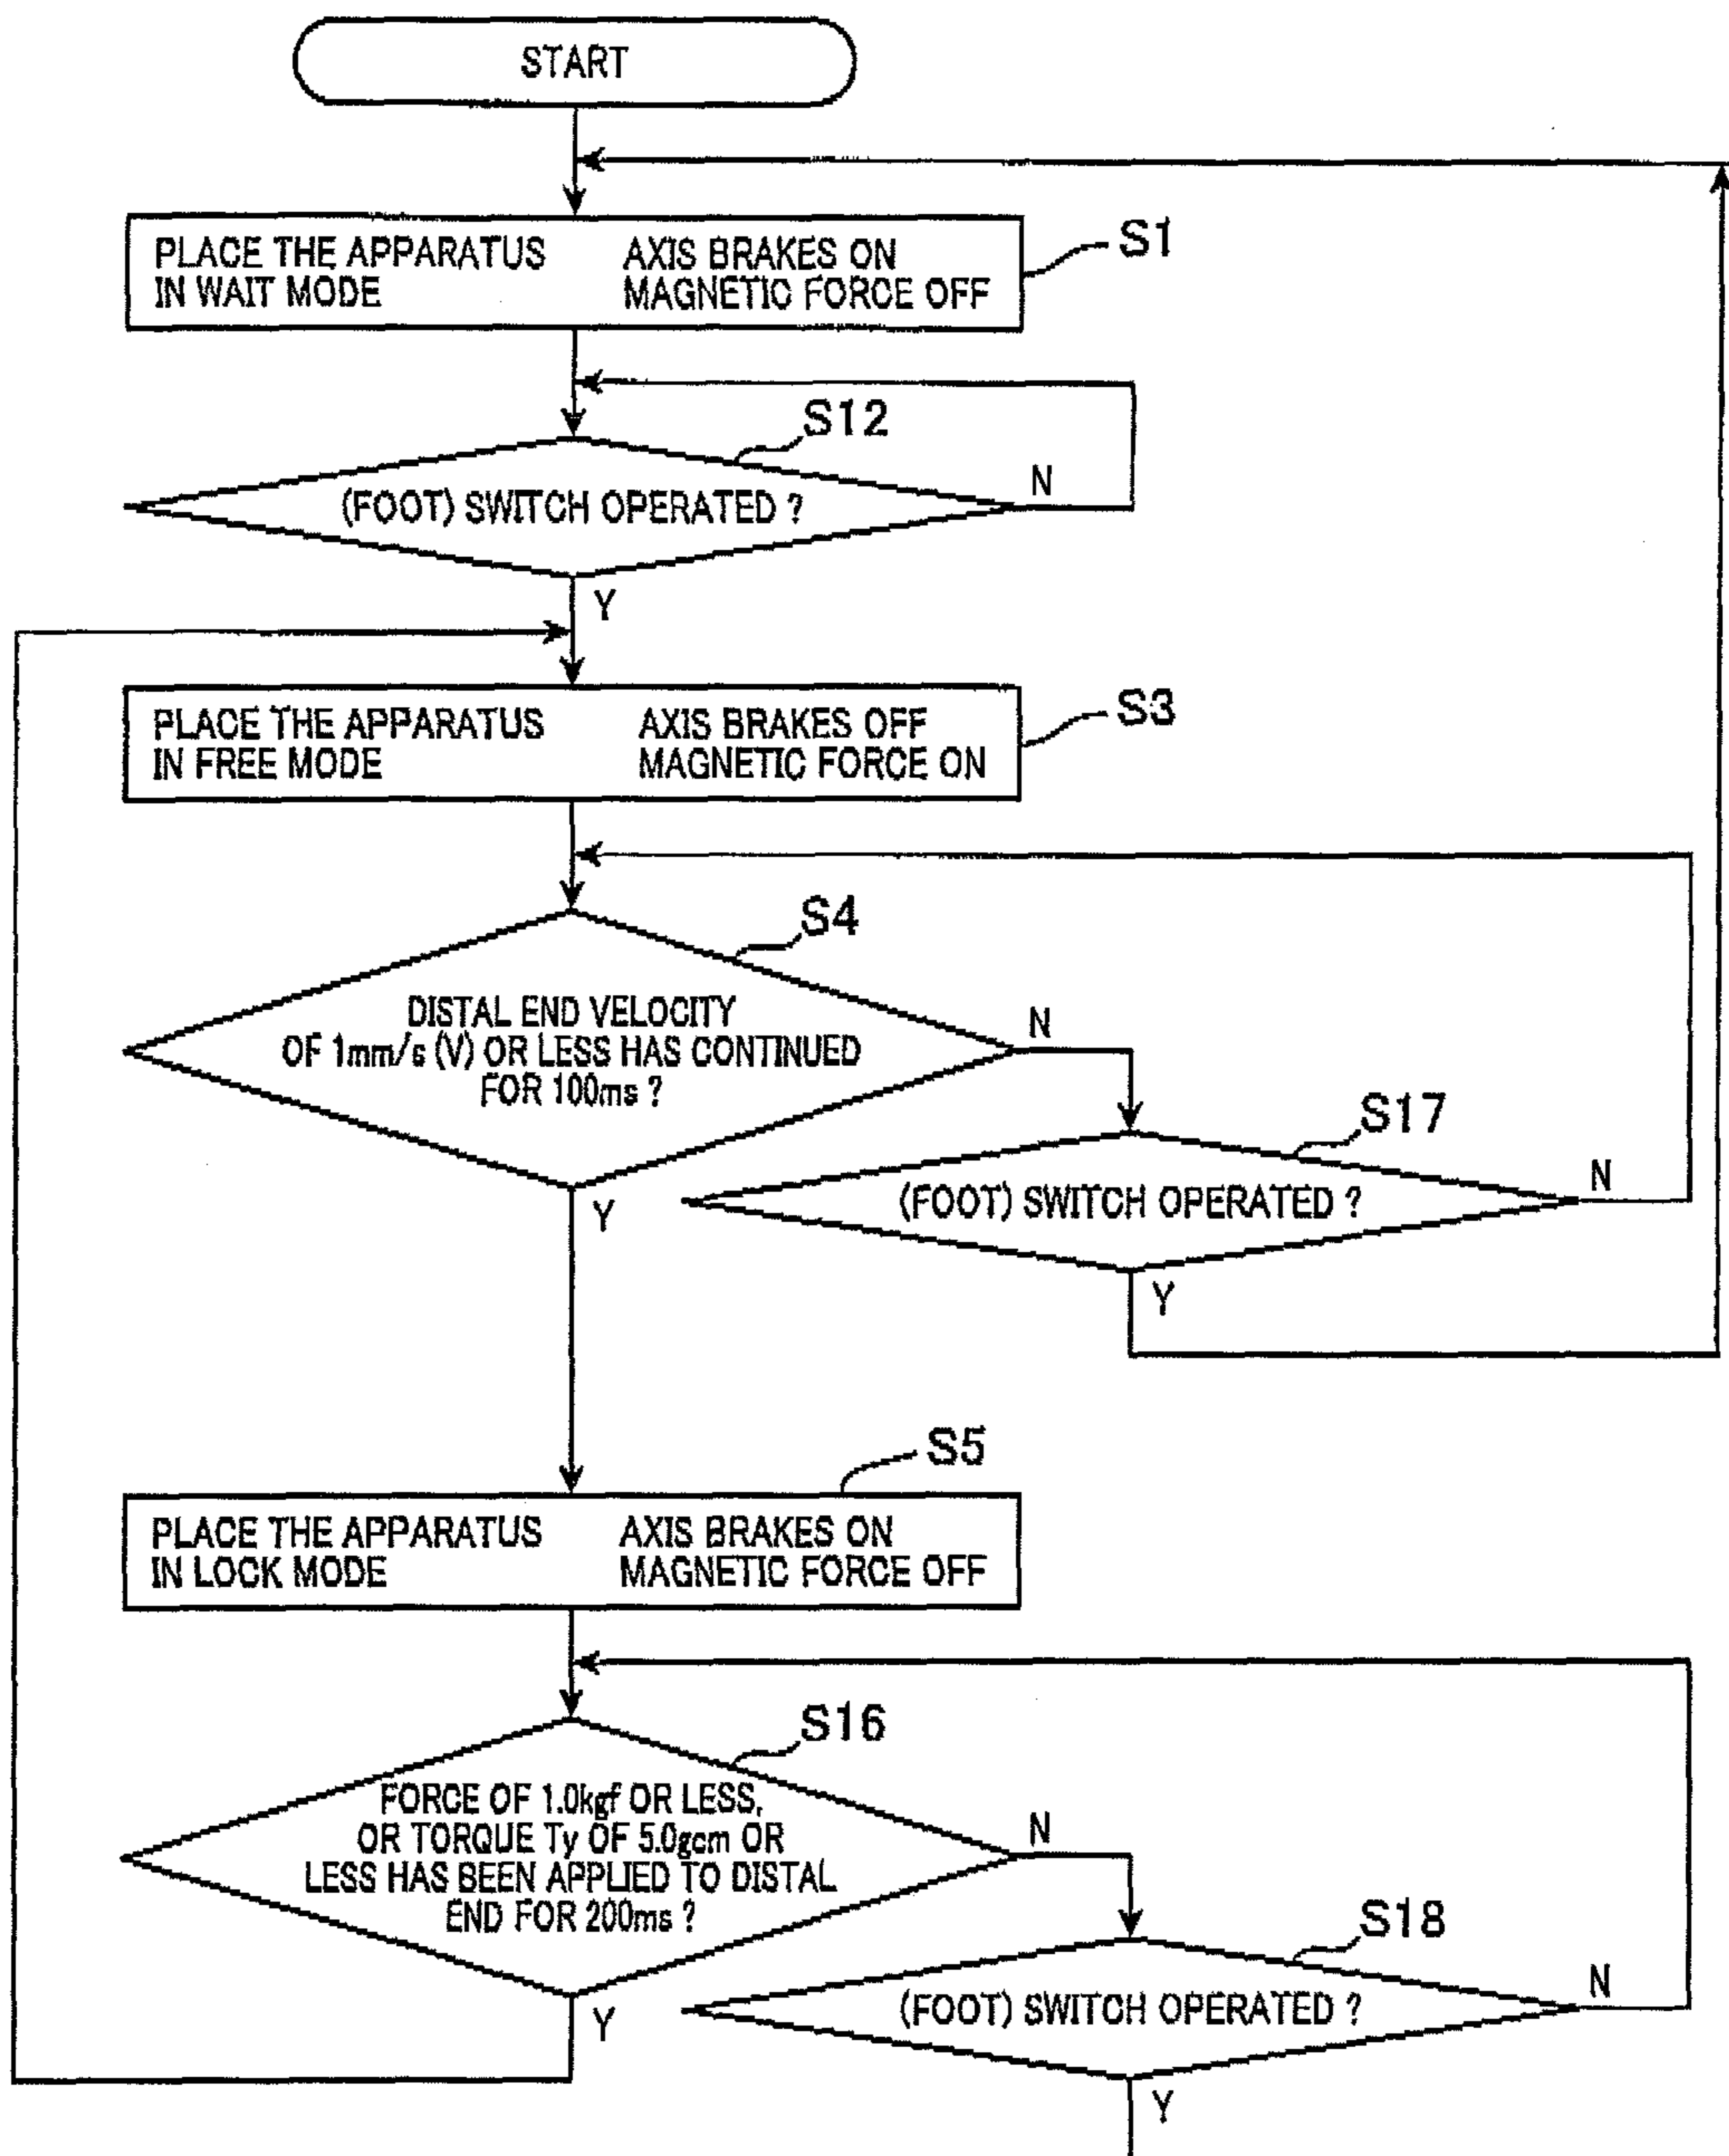 START
PLACE THE APPARATUS AXIS BRAKES ON
IN WAIT MODE MAGNETIC FORCE OFF
S1
S12
(FOOT) SWITCH OPERATED ?
N
Y
PLACE THE APPARATUS AXIS BRAKES OFF
IN FREE MODE MAGNETIC FORCE ON
S3
S4
DISTAL END VELOCITY
OF 1mm/s (V) OR LESS HAS CONTINUED
FOR 100ms ?
N
Y
S17
(FOOT) SWITCH OPERATED ?
N
Y
S5
PLACE THE APPARATUS AXIS BRAKES ON
IN LOCK MODE MAGNETIC FORCE OFF
S16
FORCE OF 1.0kgf OR LESS,
OR TORQUE Ty OF 5.0gcm OR
LESS HAS BEEN APPLIED TO DISTAL
END FOR 200ms ?
N
Y
S18
(FOOT) SWITCH OPERATED ?
N
Y